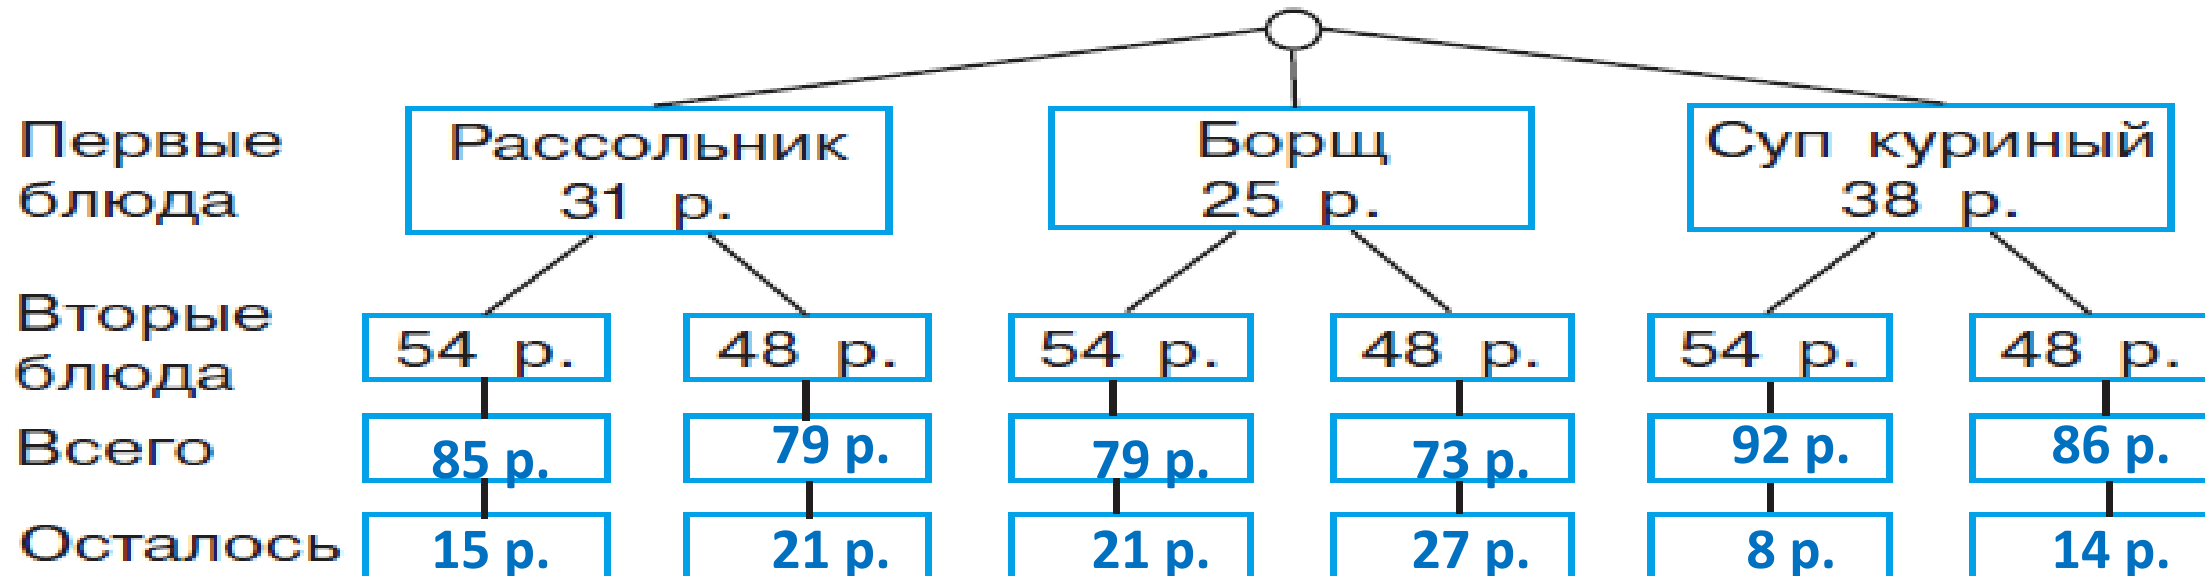 Первые блюда
Рассольник
31 р.
Борщ
25 р.
Суп куриный
38 р.
Вторые блюда
54 р.
48 р.
54 р.
48 р.
54 р.
48 р.
Всего
85 р.
79 р.
79 р.
73 р.
92 р.
86 р.
Осталось
15 р.
21 р.
21 р.
27 р.
8 р.
14 р.